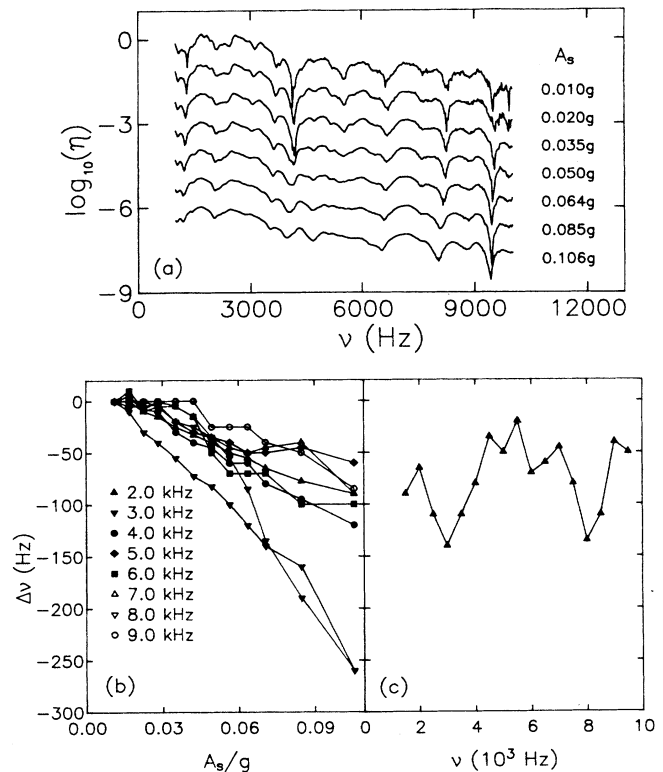 0
-3
-6
-9
log₁₀(η)
(a)
Aₛ
0.010g
0.020g
0.035g
0.050g
0.064g
0.085g
0.106g
0
3000
6000
9000
12000
ν (Hz)
0
-50
-100
-150
-200
-250
-300
Δν (Hz)
▲ 2.0 kHz
▼ 3.0 kHz
● 4.0 kHz
◆ 5.0 kHz
■ 6.0 kHz
△ 7.0 kHz
▽ 8.0 kHz
○ 9.0 kHz
(b)
(c)
0.00
0.03
0.06
0.09
Aₛ/g
0
2
4
6
8
10
ν (10³ Hz)